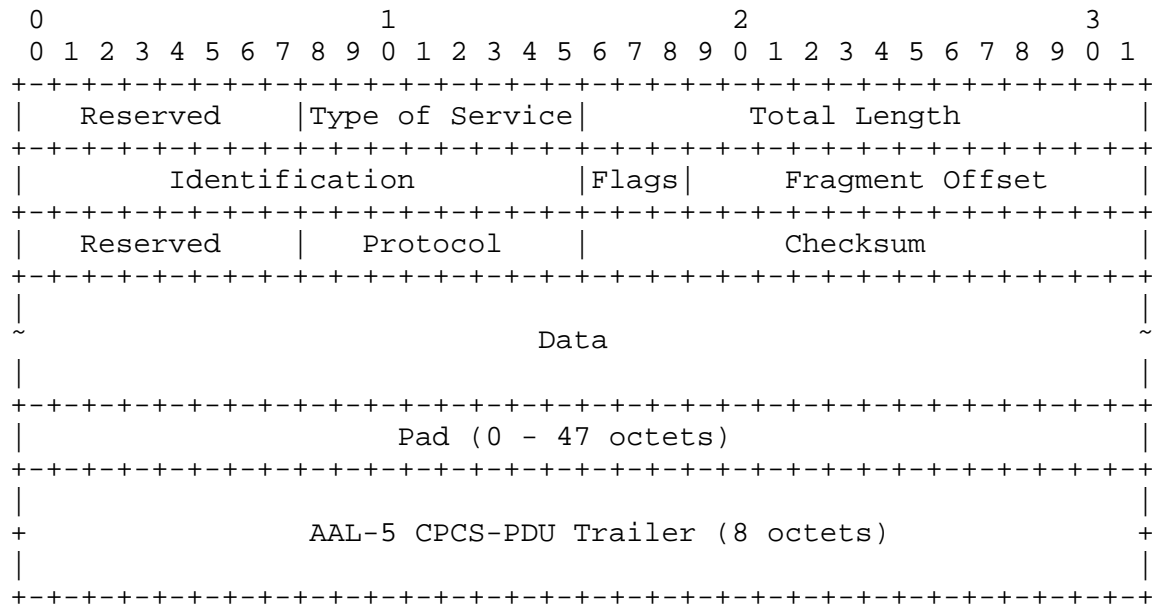 0                   1                   2                   3
 0 1 2 3 4 5 6 7 8 9 0 1 2 3 4 5 6 7 8 9 0 1 2 3 4 5 6 7 8 9 0 1
+-+-+-+-+-+-+-+-+-+-+-+-+-+-+-+-+-+-+-+-+-+-+-+-+-+-+-+-+-+-+-+-+
|   Reserved    |Type of Service|         Total Length          |
+-+-+-+-+-+-+-+-+-+-+-+-+-+-+-+-+-+-+-+-+-+-+-+-+-+-+-+-+-+-+-+-+
|        Identification         |Flags|     Fragment Offset     |
+-+-+-+-+-+-+-+-+-+-+-+-+-+-+-+-+-+-+-+-+-+-+-+-+-+-+-+-+-+-+-+-+
|   Reserved    |   Protocol    |           Checksum            |
+-+-+-+-+-+-+-+-+-+-+-+-+-+-+-+-+-+-+-+-+-+-+-+-+-+-+-+-+-+-+-+-+
|                                                               |
~                             Data                              ~
|                                                               |
+-+-+-+-+-+-+-+-+-+-+-+-+-+-+-+-+-+-+-+-+-+-+-+-+-+-+-+-+-+-+-+-+
|                     Pad (0 - 47 octets)                       |
+-+-+-+-+-+-+-+-+-+-+-+-+-+-+-+-+-+-+-+-+-+-+-+-+-+-+-+-+-+-+-+-+
|                                                               |
+                AAL-5 CPCS-PDU Trailer (8 octets)              +
|                                                               |
+-+-+-+-+-+-+-+-+-+-+-+-+-+-+-+-+-+-+-+-+-+-+-+-+-+-+-+-+-+-+-+-+